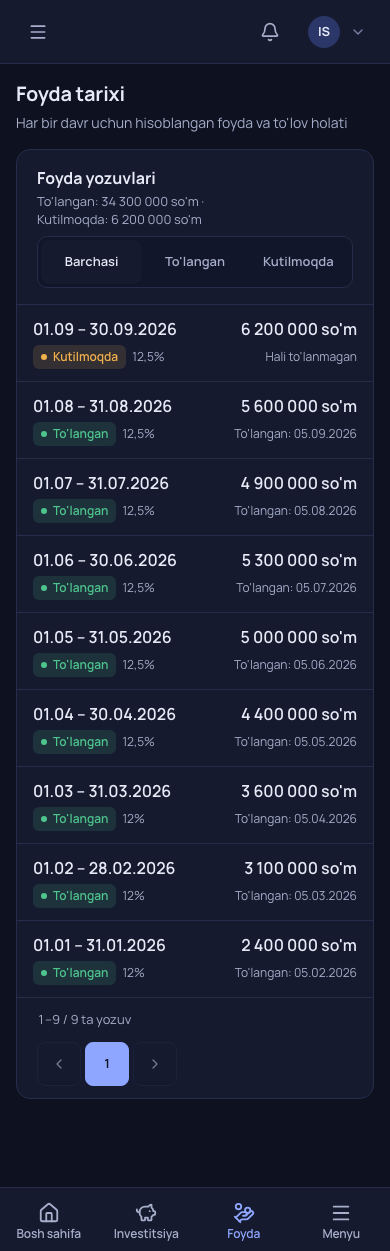 IS
Foyda tarixi
Har bir davr uchun hisoblangan foyda va to'lov holati
Foyda yozuvlari
To'langan: 34 300 000 so'm ·
Kutilmoqda: 6 200 000 so'm
Barchasi To'langan Kutilmoqda
01.09 – 30.09.2026 6 200 000 so'm
Kutilmoqda 12,5% Hali to'lanmagan
01.08 – 31.08.2026 5 600 000 so'm
To'langan 12,5% To'langan: 05.09.2026
01.07 – 31.07.2026 4 900 000 so'm
To'langan 12,5% To'langan: 05.08.2026
01.06 – 30.06.2026 5 300 000 so'm
To'langan 12,5% To'langan: 05.07.2026
01.05 – 31.05.2026 5 000 000 so'm
To'langan 12,5% To'langan: 05.06.2026
01.04 – 30.04.2026 4 400 000 so'm
To'langan 12,5% To'langan: 05.05.2026
01.03 – 31.03.2026 3 600 000 so'm
To'langan 12% To'langan: 05.04.2026
01.02 – 28.02.2026 3 100 000 so'm
To'langan 12% To'langan: 05.03.2026
01.01 – 31.01.2026 2 400 000 so'm
To'langan 12% To'langan: 05.02.2026
1–9 / 9 ta yozuv
1
Bosh sahifa Investitsiya Foyda Menyu